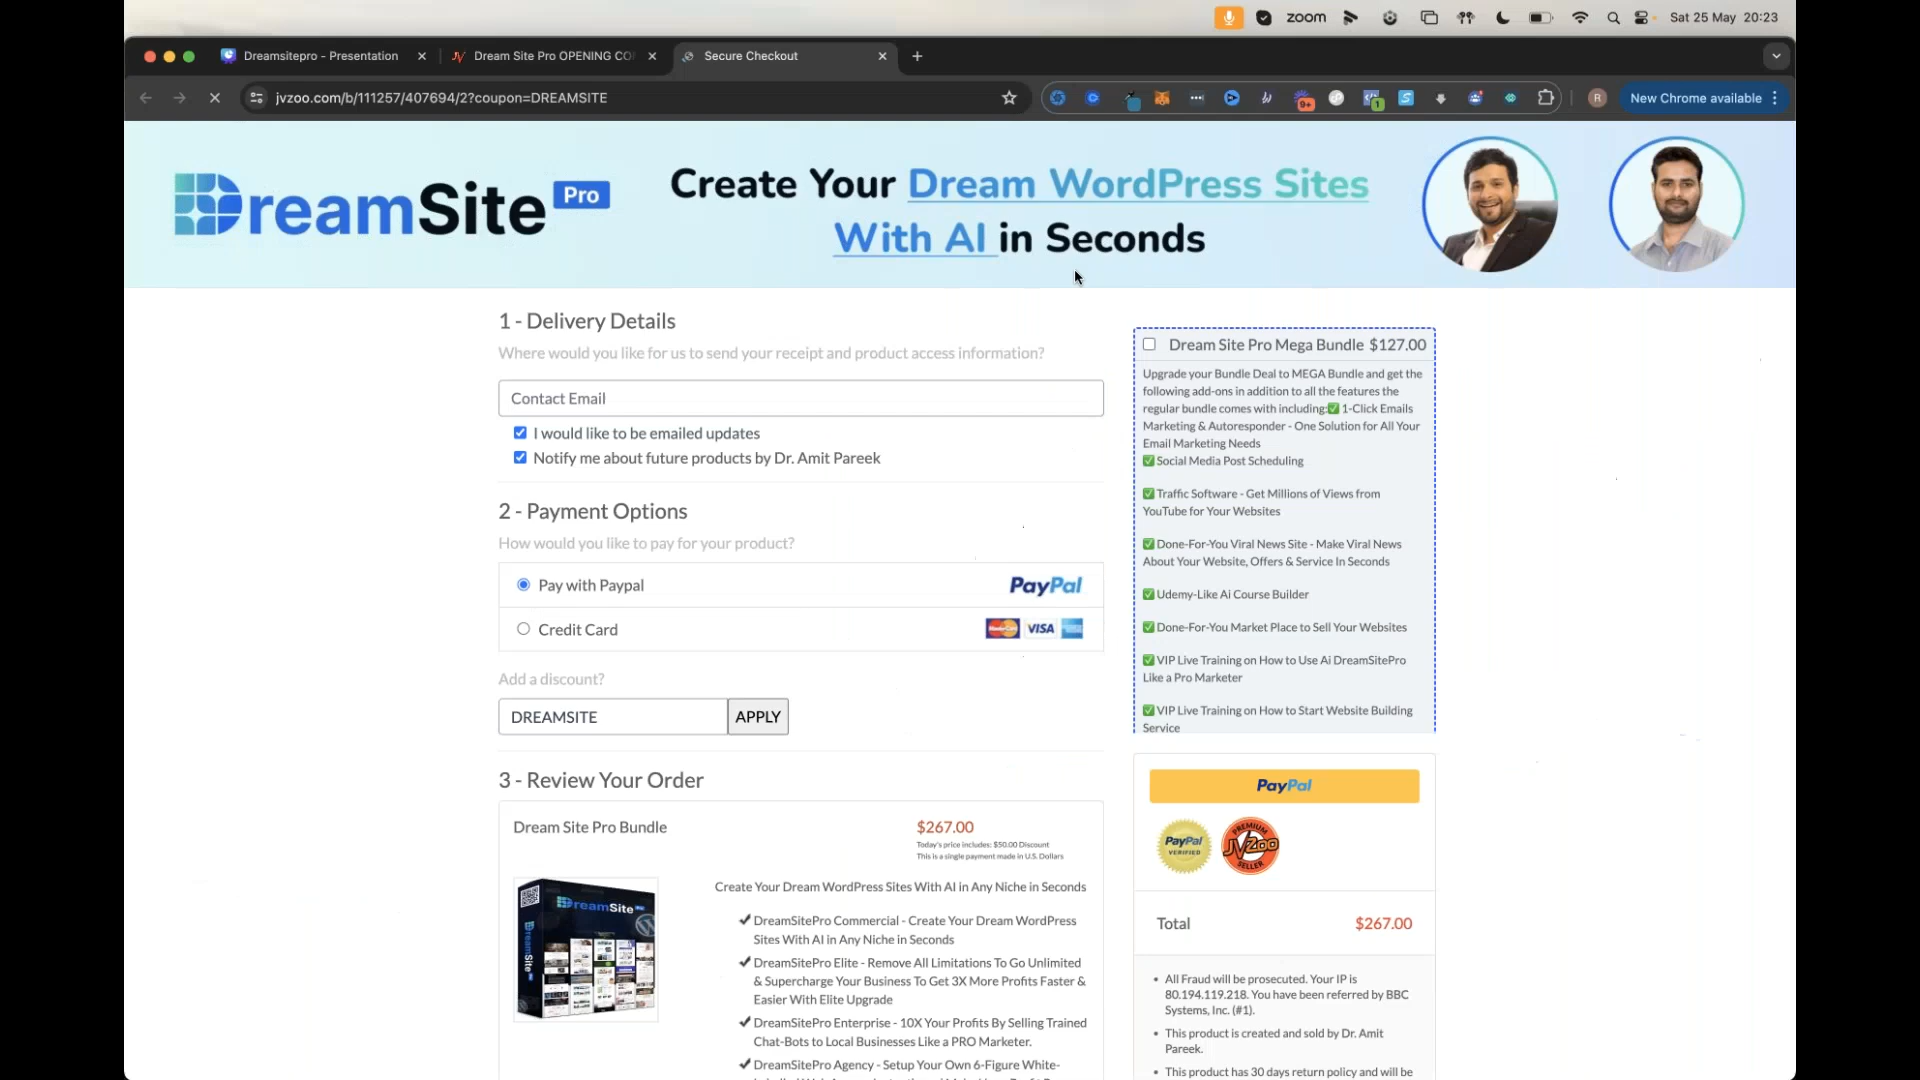 zoom
Sat 25 May 20:23
Dreamsitepro - Presentation
Dream Site Pro OPENING CO
Secure Checkout
jvzoo.com/b/111257/407694/2?coupon=DREAMSITE
9+
1
R
New Chrome available
DreamSite Pro
Create Your Dream WordPress Sites
With AI in Seconds
1 - Delivery Details
Where would you like for us to send your receipt and product access information?
Contact Email
I would like to be emailed updates
Notify me about future products by Dr. Amit Pareek
2 - Payment Options
How would you like to pay for your product?
Pay with Paypal
PayPal
Credit Card
MasterCard VISA
Add a discount?
DREAMSITE
APPLY
3 - Review Your Order
Dream Site Pro Bundle
$267.00
Today's price includes: $50.00 Discount
This is a single payment made in U.S. Dollars
DreamSite
DreamSite
Create Your Dream WordPress Sites With AI in Any Niche in Seconds
DreamSitePro Commercial - Create Your Dream WordPress
Sites With AI in Any Niche in Seconds
DreamSitePro Elite - Remove All Limitations To Go Unlimited
& Supercharge Your Business To Get 3X More Profits Faster &
Easier With Elite Upgrade
DreamSitePro Enterprise - 10X Your Profits By Selling Trained
Chat-Bots to Local Businesses Like a PRO Marketer.
DreamSitePro Agency - Setup Your Own 6-Figure White-
Dream Site Pro Mega Bundle $127.00
Upgrade your Bundle Deal to MEGA Bundle and get the
following add-ons in addition to all the features the
regular bundle comes with including:✅ 1-Click Emails
Marketing & Autoresponder - One Solution for All Your
Email Marketing Needs
✅Social Media Post Scheduling
✅Traffic Software - Get Millions of Views from
YouTube for Your Websites
✅Done-For-You Viral News Site - Make Viral News
About Your Website, Offers & Service In Seconds
✅Udemy-Like Ai Course Builder
✅Done-For-You Market Place to Sell Your Websites
✅VIP Live Training on How to Use Ai DreamSitePro
Like a Pro Marketer
✅VIP Live Training on How to Start Website Building
Service
PayPal
PayPal
VERIFIED
PREMIUM
JVZoo
SELLER
Total
$267.00
• All Fraud will be prosecuted. Your IP is
80.194.119.218. You have been referred by BBC
Systems, Inc. (#1).
• This product is created and sold by Dr. Amit
Pareek.
• This product has 30 days return policy and will be